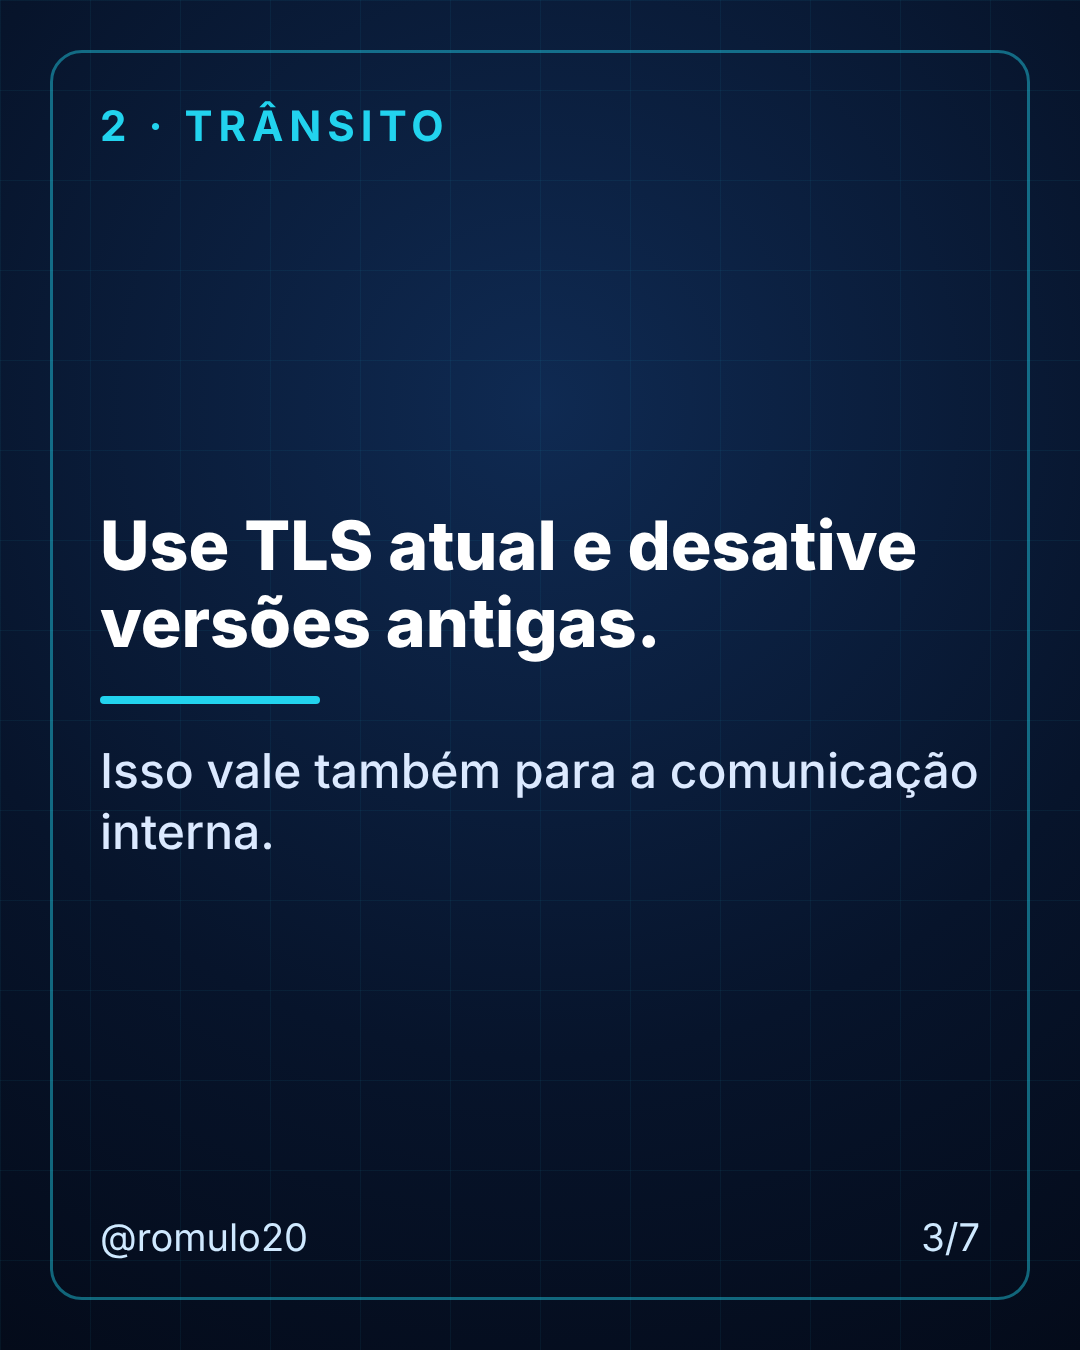 2 · TRÂNSITO
Use TLS atual e desative
versões antigas.
Isso vale também para a comunicação
interna.
@romulo20
3/7